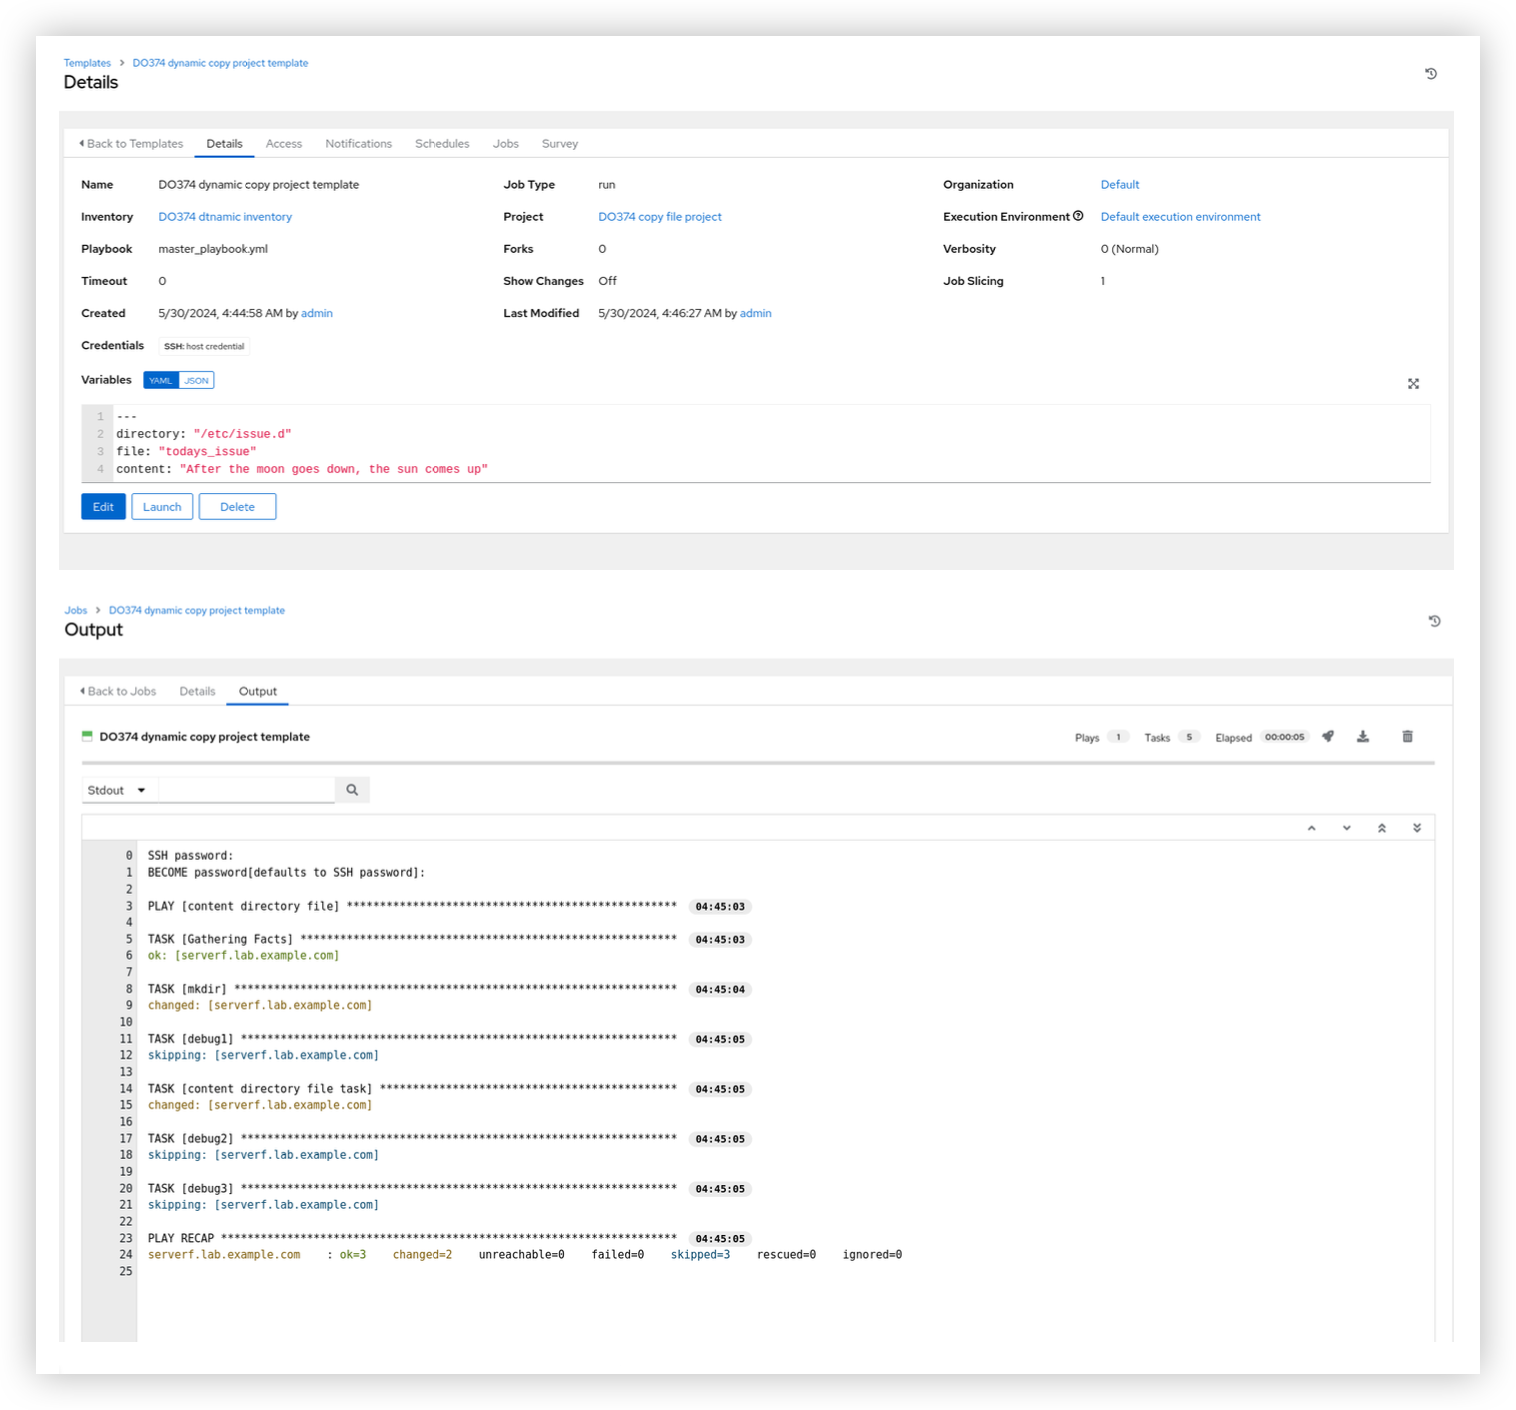 Templates > DO374 dynamic copy project template
Details
Back to Templates Details Access Notifications Schedules Jobs Survey
Name DO374 dynamic copy project template Job Type run Organization Default
Inventory DO374 dtnamic inventory Project DO374 copy file project Execution Environment Default execution environment
Playbook master_playbook.yml Forks 0 Verbosity 0 (Normal)
Timeout 0 Show Changes Off Job Slicing 1
Created 5/30/2024, 4:44:58 AM by admin Last Modified 5/30/2024, 4:46:27 AM by admin
Credentials SSH: host credential
Variables YAML JSON
1 ---
2 directory: "/etc/issue.d"
3 file: "todays_issue"
4 content: "After the moon goes down, the sun comes up"
Edit Launch Delete
Jobs > DO374 dynamic copy project template
Output
Back to Jobs Details Output
DO374 dynamic copy project template Plays 1 Tasks 5 Elapsed 00:00:05
Stdout
0 SSH password:
1 BECOME password[defaults to SSH password]:
2
3 PLAY [content directory file] ************************************************** 04:45:03
4
5 TASK [Gathering Facts] ********************************************************* 04:45:03
6 ok: [serverf.lab.example.com]
7
8 TASK [mkdir] ******************************************************************* 04:45:04
9 changed: [serverf.lab.example.com]
10
11 TASK [debug1] ****************************************************************** 04:45:05
12 skipping: [serverf.lab.example.com]
13
14 TASK [content directory file task] ********************************************* 04:45:05
15 changed: [serverf.lab.example.com]
16
17 TASK [debug2] ****************************************************************** 04:45:05
18 skipping: [serverf.lab.example.com]
19
20 TASK [debug3] ****************************************************************** 04:45:05
21 skipping: [serverf.lab.example.com]
22
23 PLAY RECAP ********************************************************************* 04:45:05
24 serverf.lab.example.com : ok=3 changed=2 unreachable=0 failed=0 skipped=3 rescued=0 ignored=0
25